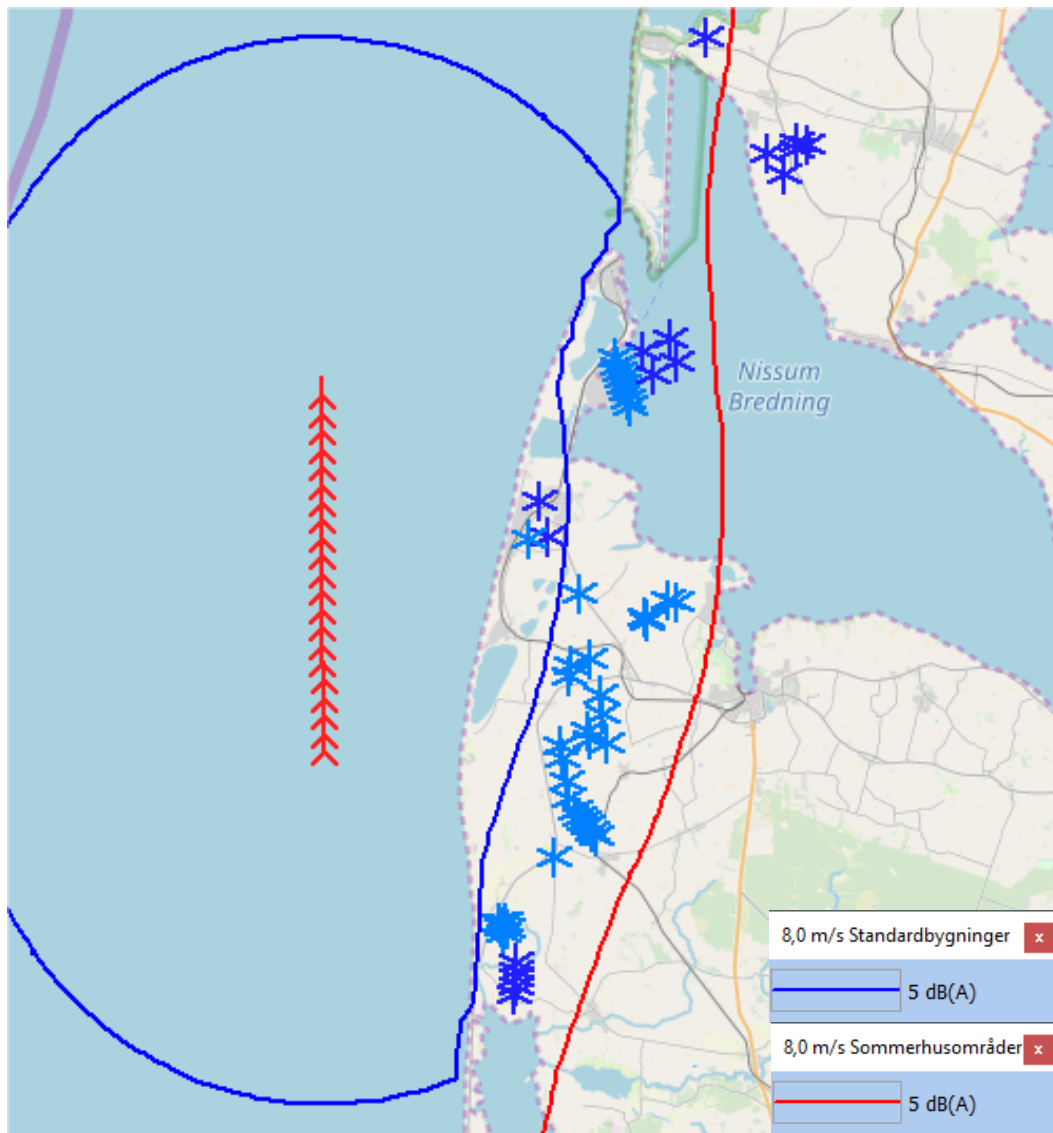 Nissum
Bredning
8,0 m/s Standardbygninger
x
5 dB(A)
8,0 m/s Sommerhusområder
x
5 dB(A)